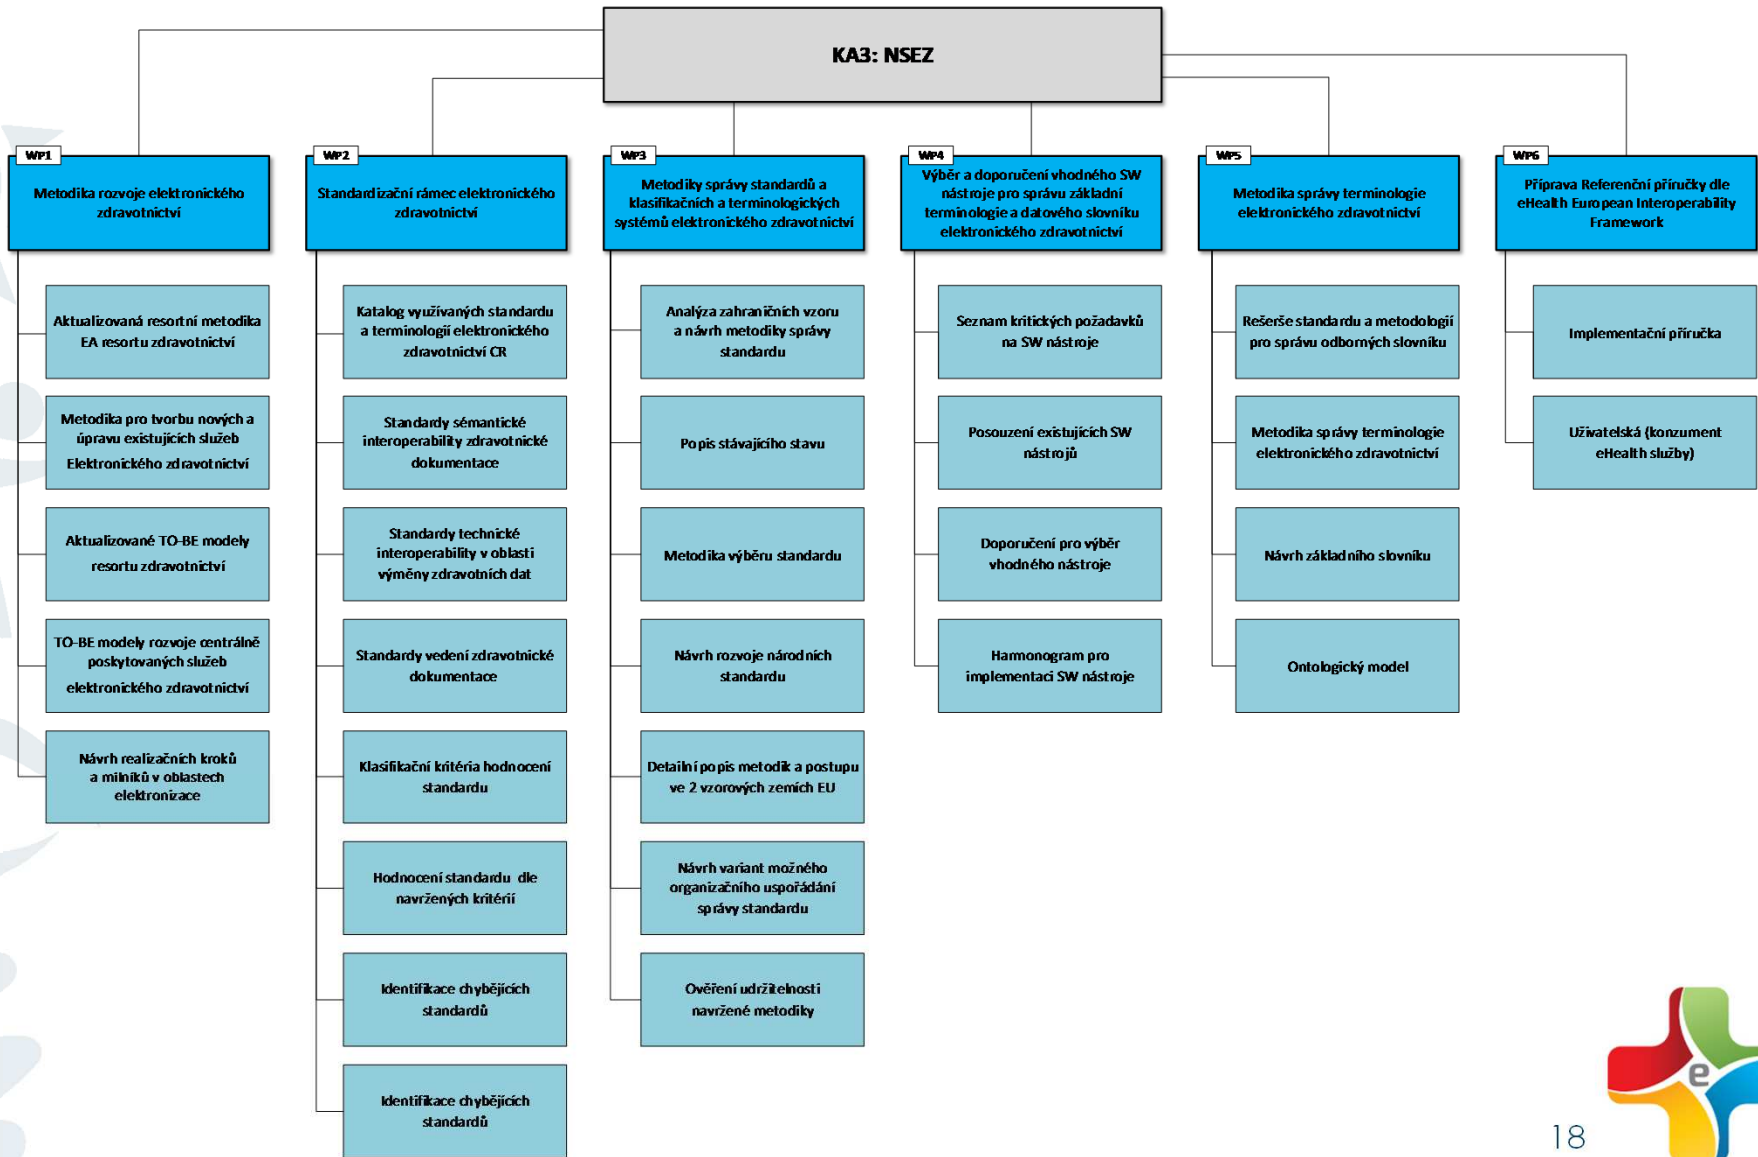 KA3: NSEZ
WP1
Metodika rozvoje elektronického
zdravotnictví
Aktualizovaná resortní metodika
EA resortu zdravotnictví
Metodika pro tvorbu nových a
úpravu existujících služeb
Elektronického zdravotnictví
Aktualizované TO-BE modely
resortu zdravotnictví
TO-BE modely rozvoje centrálně
poskytovaných služeb
elektronického zdravotnictví
Návrh realizačních kroků
a milníků v oblastech
elektronizace
WP2
Standardizační rámec elektronického
zdravotnictví
Katalog využívaných standardu
a terminologií elektronického
zdravotnictví CR
Standardy sémantické
interoperability zdravotnické
dokumentace
Standardy technické
interoperability v oblasti
výměny zdravotních dat
Standardy vedení zdravotnické
dokumentace
Klasifikační kritéria hodnocení
standardu
Hodnocení standardu dle
navržených kritérií
Identifikace chybějících
standardů
Identifikace chybějících
standardů
WP3
Metodiky správy standardů a
klasifikačních a terminologických
systémů elektronického zdravotnictví
Analýza zahraničních vzoru
a návrh metodiky správy
standardu
Popis stávajícího stavu
Metodika výběru standardu
Návrh rozvoje národních
standardu
Detailní popis metodik a postupu
ve 2 vzorových zemích EU
Návrh variant možného
organizačního uspořádání
správy standardu
Ověření udržitelnosti
navržené metodiky
WP4
Výběr a doporučení vhodného SW
nástroje pro správu základní
terminologie a datového slovníku
elektronického zdravotnictví
Seznam kritických požadavků
na SW nástroje
Posouzení existujících SW
nástrojů
Doporučení pro výběr
vhodného nástroje
Harmonogram pro
implementaci SW nástroje
WP5
Metodika správy terminologie
elektronického zdravotnictví
Rešerše standardu a metodologií
pro správu odborných slovníku
Metodika správy terminologie
elektronického zdravotnictví
Návrh základního slovníku
Ontologický model
WP6
Příprava Referenční příručky dle
eHealth European Interoperability
Framework
Implementační příručka
Uživatelská (konzument
eHealth služby)
e
18